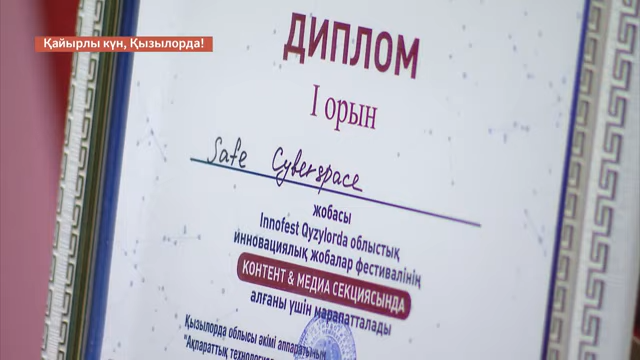 Қайырлы күн, Қызылорда!
ДИПЛОМ
I орын
Safe Cyberspace
жобасы
Innofest Qyzylorda облыстық
инновациялық жобалар фестивалінің
КОНТЕНТ & МЕДИА СЕКЦИЯСЫНДА
алғаны үшін марапатталады
Қызылорда облысы әкімі аппаратының
"Ақпараттық